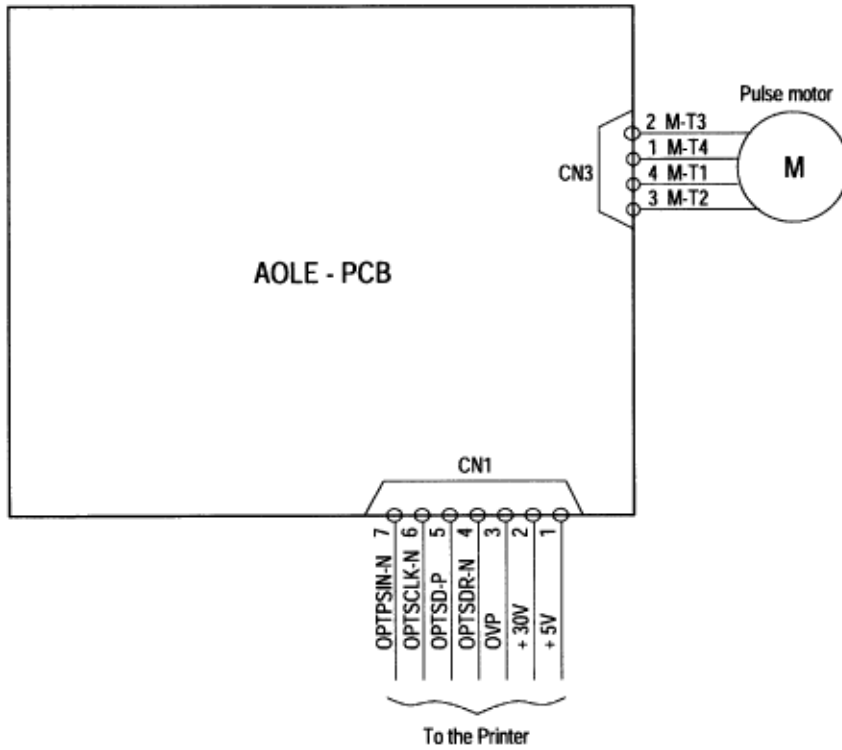 Pulse motor
2 M-T3
1 M-T4
4 M-T1
3 M-T2
M
CN3
AOLE - PCB
CN1
7 6 5 4 3 2 1
OPTPSIN-N
OPTSCLK-N
OPTSD-P
OPTSDR-N
OVP
+ 30V
+ 5V
To the Printer